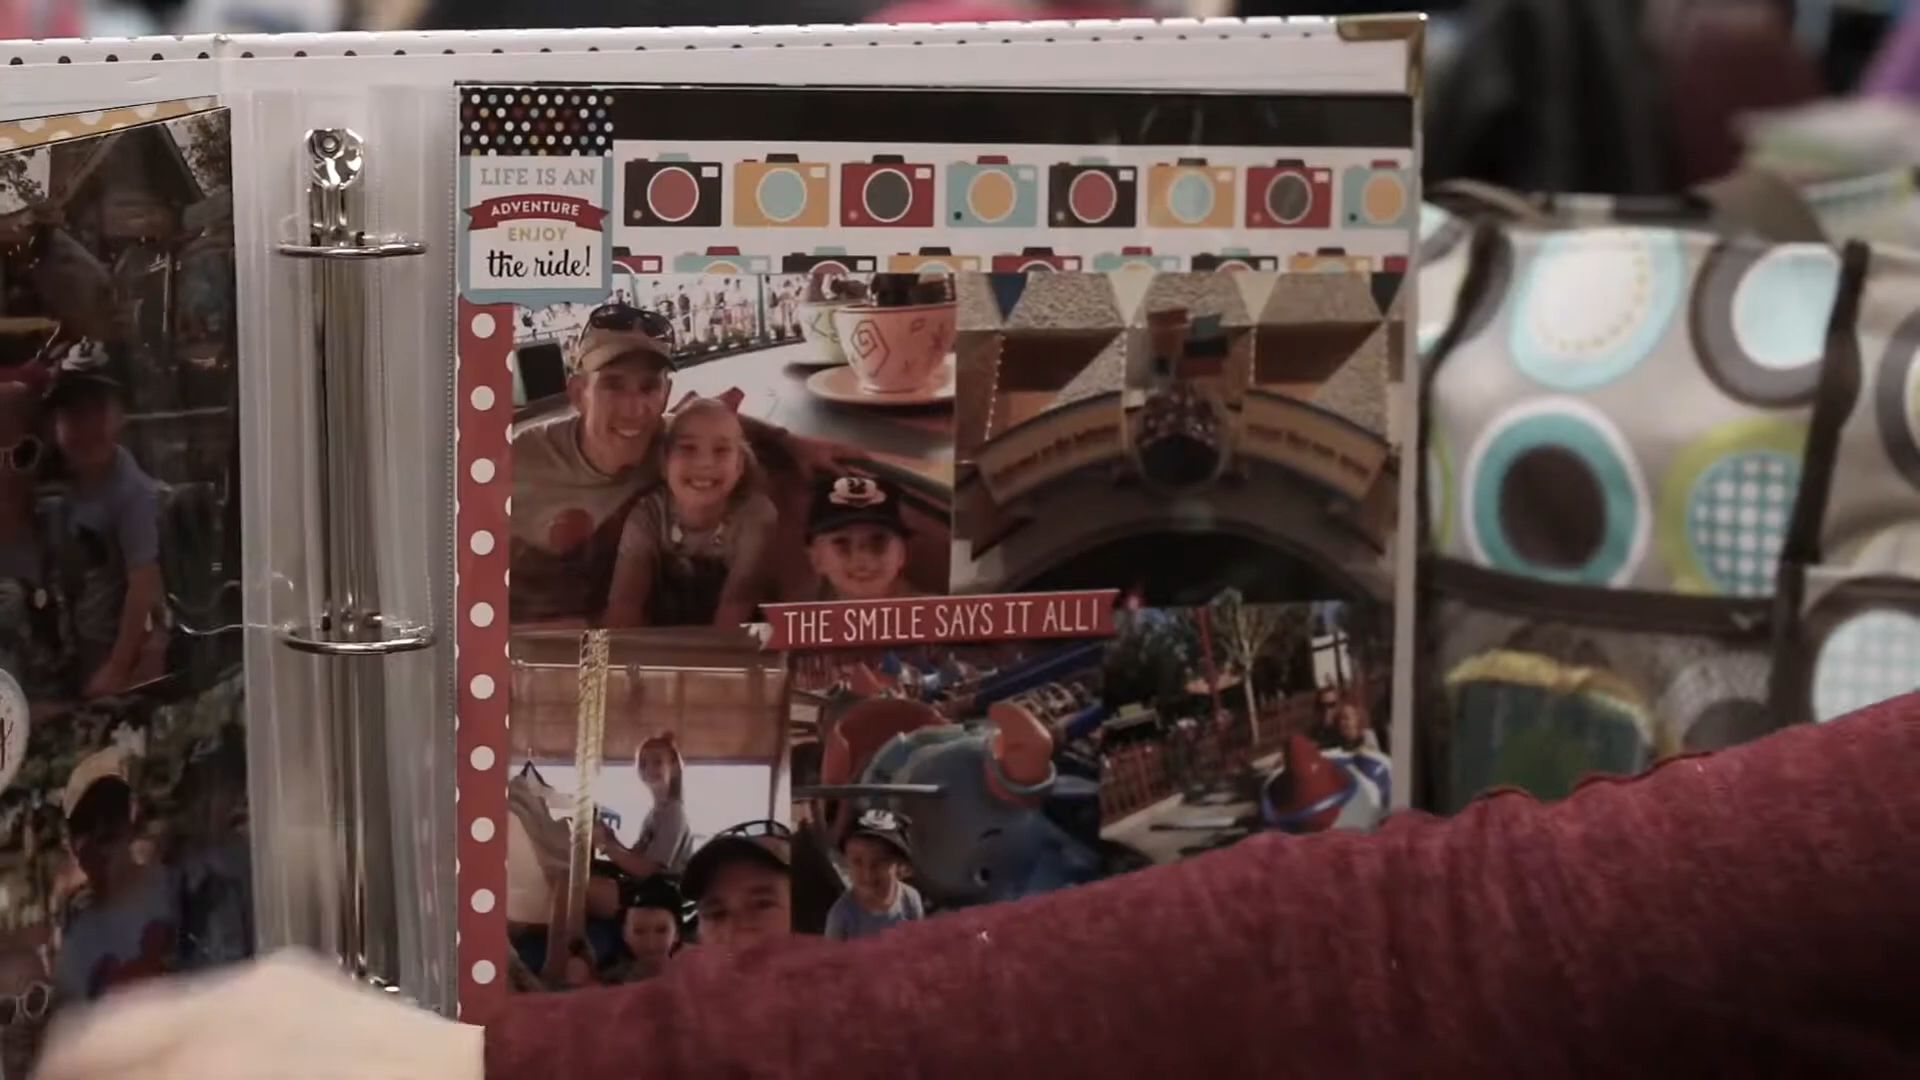 LIFE IS AN
ADVENTURE
ENJOY
the ride!
THE SMILE SAYS IT ALL!